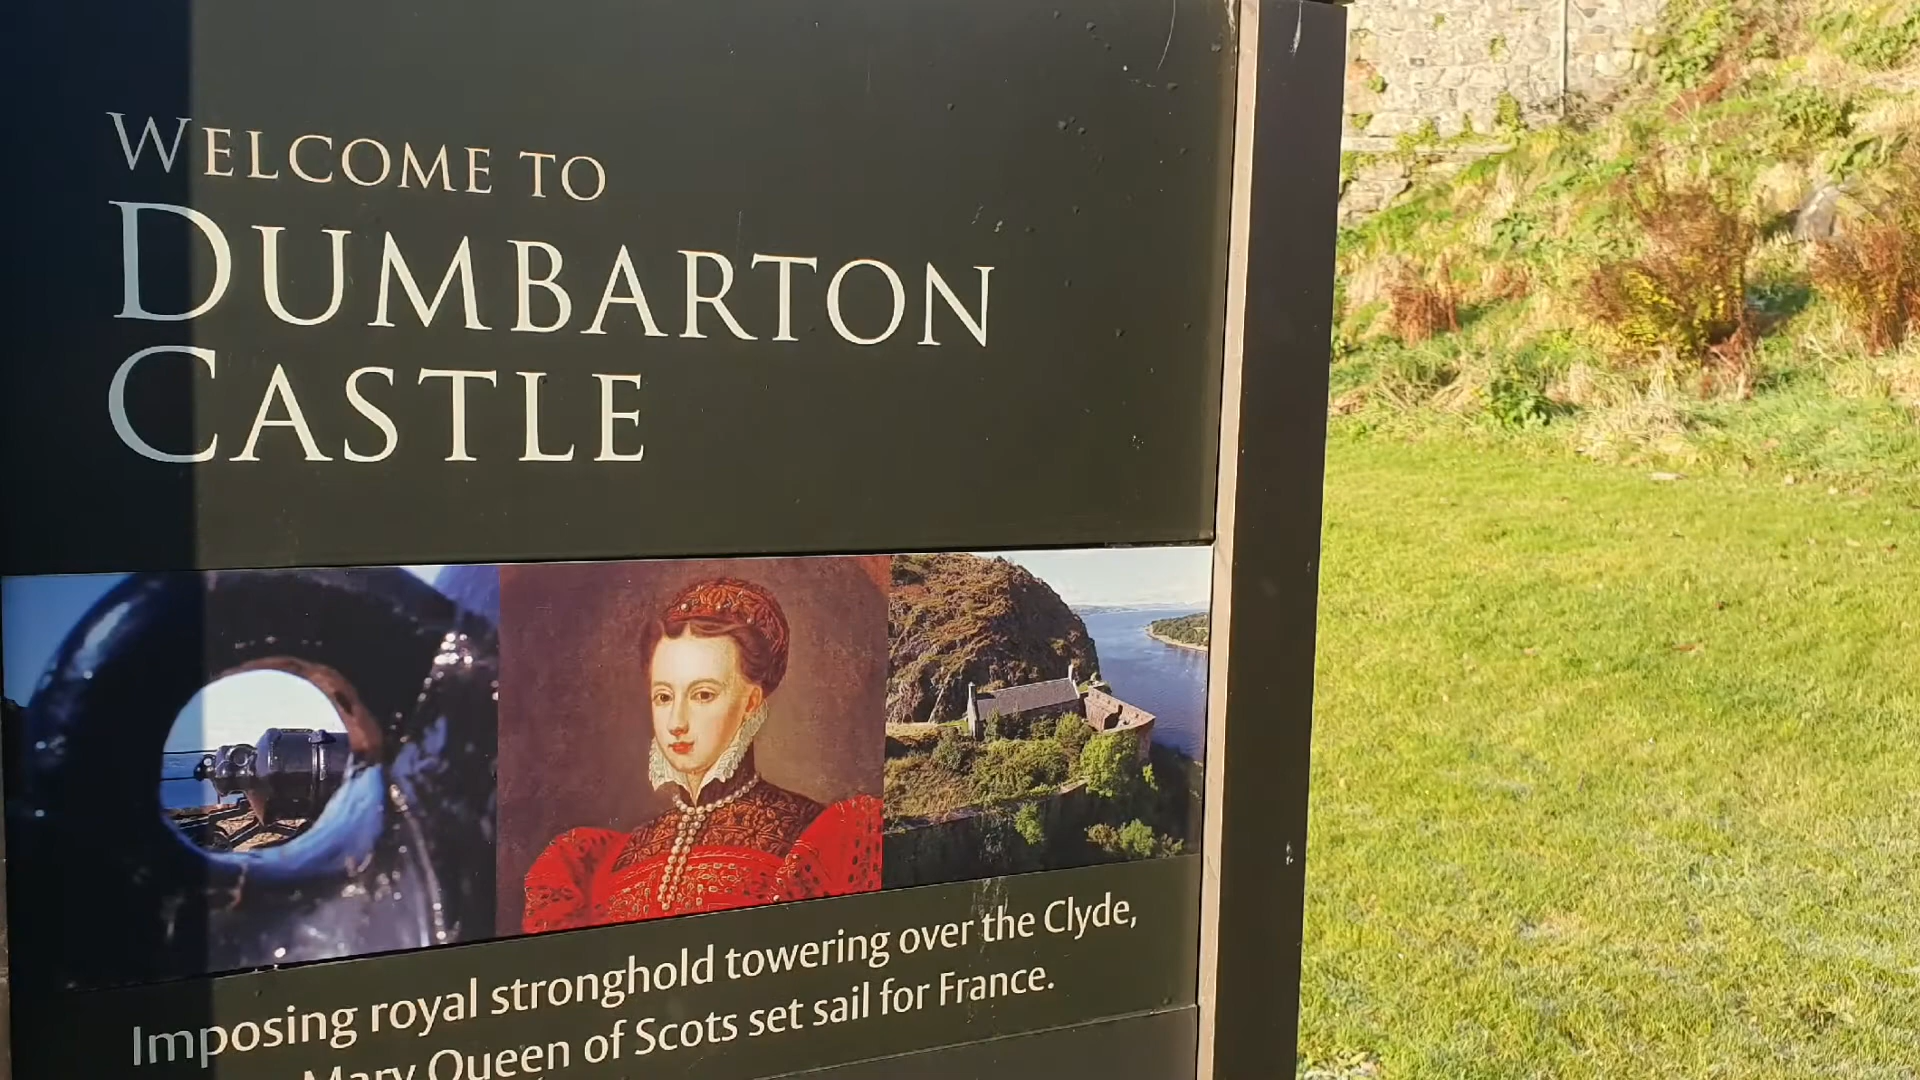 WELCOME TO
DUMBARTON
CASTLE
Imposing royal stronghold towering over the Clyde,
Mary Queen of Scots set sail for France.